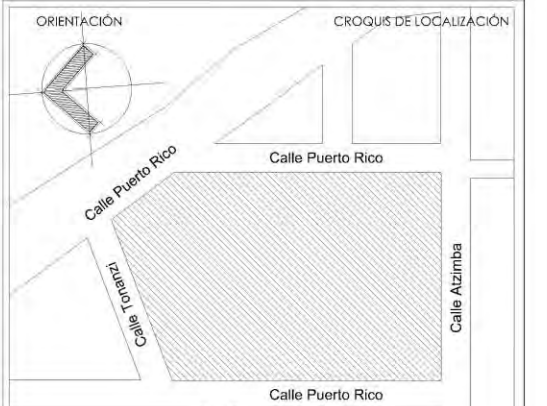 ORIENTACIÓN
CROQUIS DE LOCALIZACIÓN
Calle Puerto Rico
Calle Puerto Rico
Calle Tonanzi
Calle Atzimba
Calle Puerto Rico